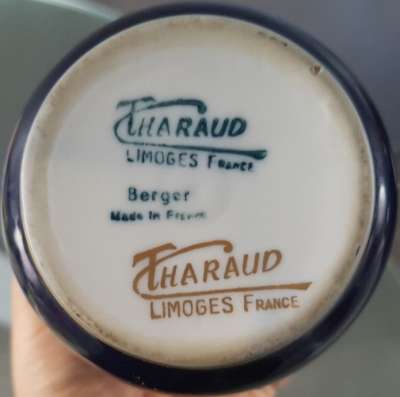 THARAUD
LIMOGES FRANCE
Berger
Made In France
THARAUD
LIMOGES FRANCE